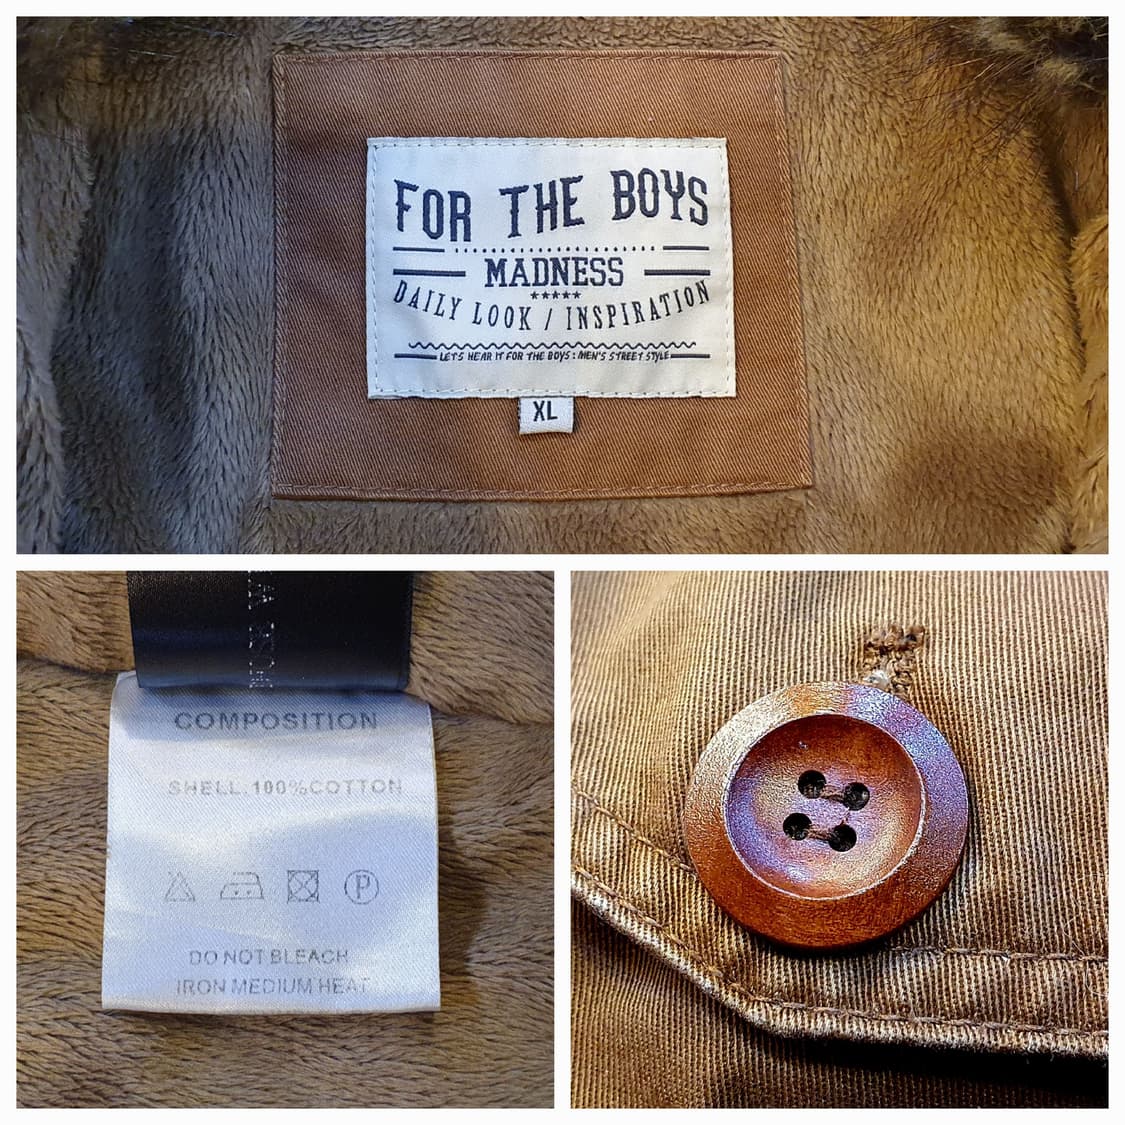 FOR THE BOYS
MADNESS
★★★★★
DAILY LOOK / INSPIRATION
LET'S HEAR IT FOR THE BOYS : MEN'S STREET STYLE
XL
COMPOSITION
SHELL:100%COTTON
P
DO NOT BLEACH
IRON MEDIUM HEAT